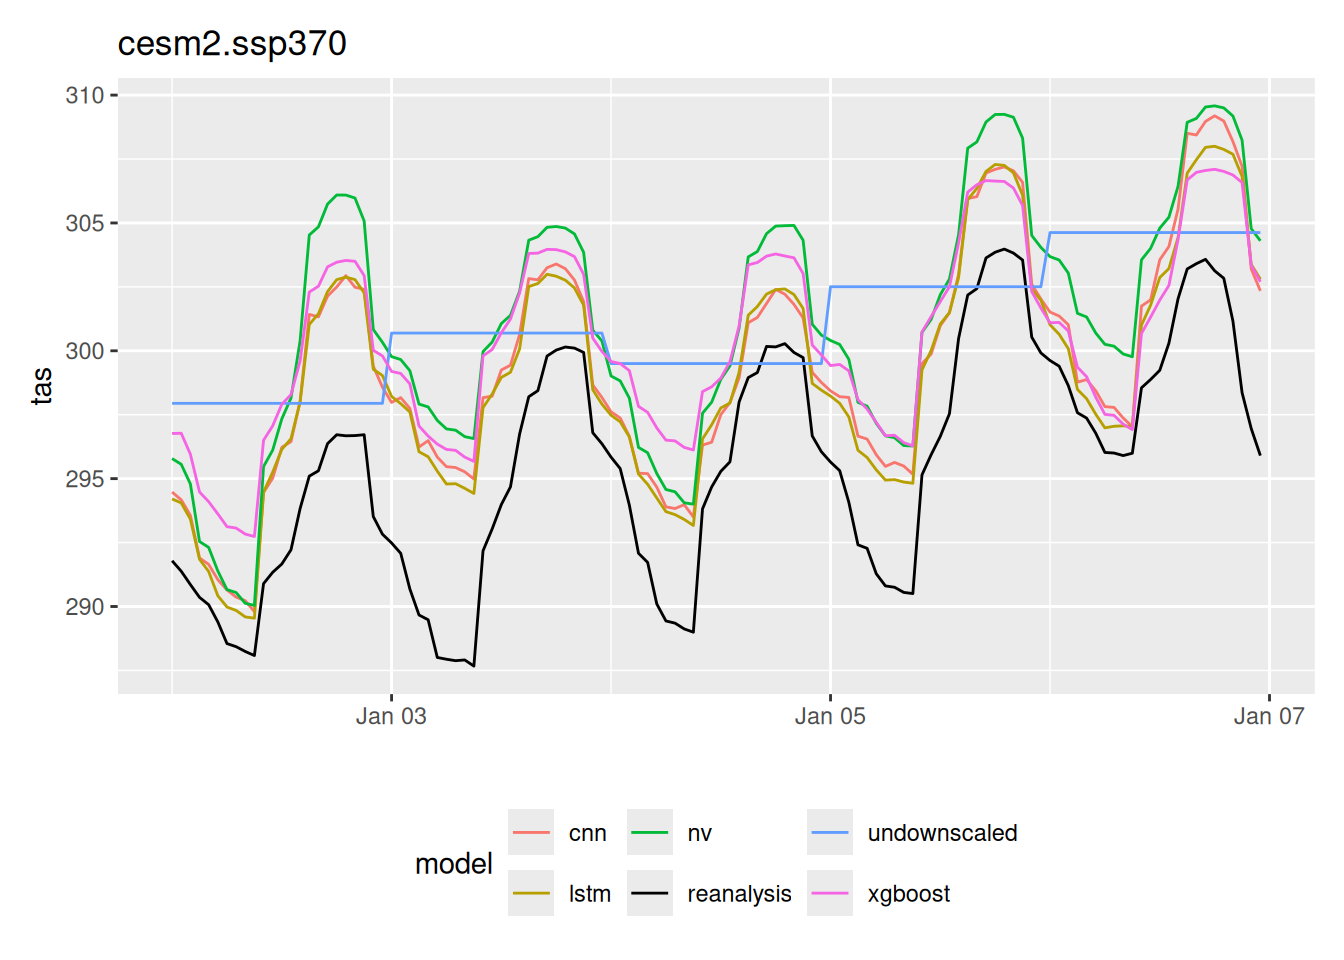 cesm2.ssp370
310
305
300
295
290
tas
Jan 03
Jan 05
Jan 07
model
cnn
nv
undownscaled
lstm
reanalysis
xgboost